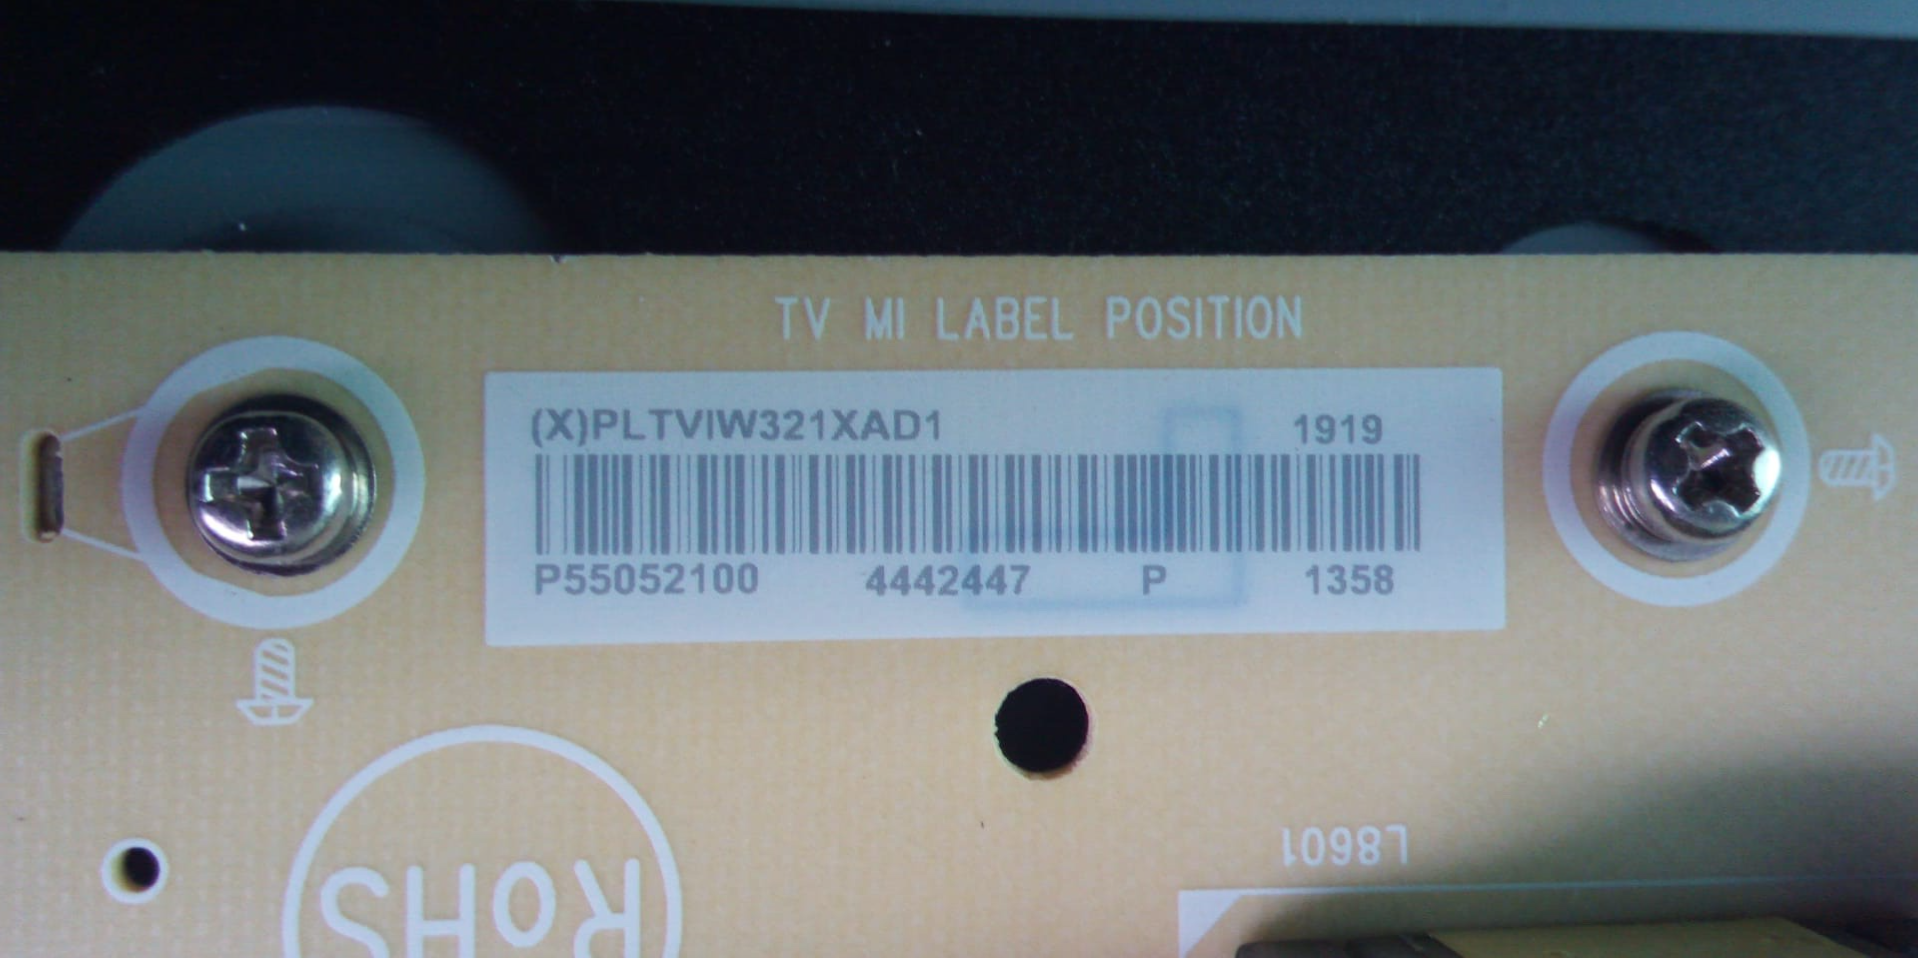 TV MI LABEL POSITION
(X)PLTVIW321XAD1 1919
P55052100 4442447 P 1358
L8601
RoHS